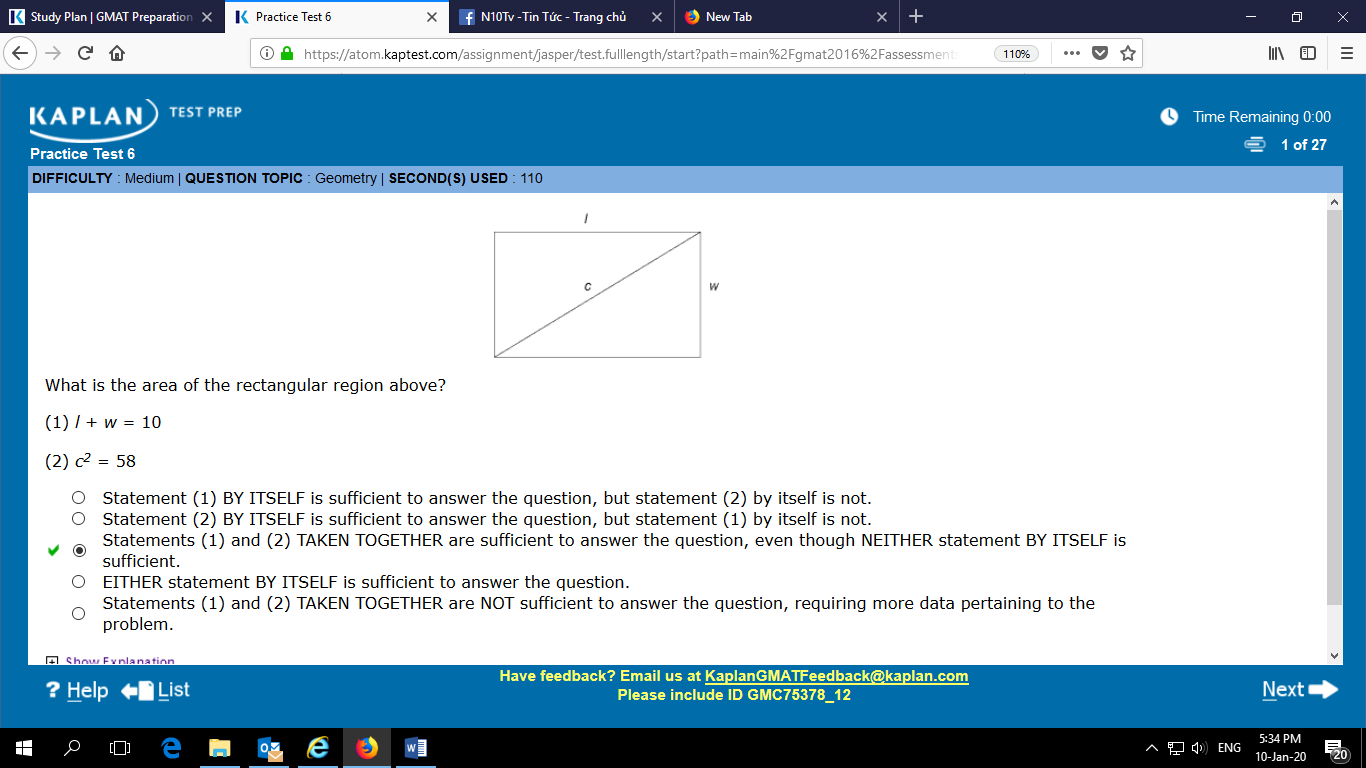 Study Plan | GMAT Preparation
Practice Test 6
N10Tv -Tin Tức - Trang chủ
New Tab
https://atom.kaptest.com/assignment/jasper/test.fulllength/start?path=main%2Fgmat2016%2Fassessment
110%
KAPLAN TEST PREP
Time Remaining 0:00
Practice Test 6
1 of 27
DIFFICULTY : Medium | QUESTION TOPIC : Geometry | SECOND(S) USED : 110
l
c
w
What is the area of the rectangular region above?
(1) l + w = 10
(2) c² = 58
Statement (1) BY ITSELF is sufficient to answer the question, but statement (2) by itself is not.
Statement (2) BY ITSELF is sufficient to answer the question, but statement (1) by itself is not.
Statements (1) and (2) TAKEN TOGETHER are sufficient to answer the question, even though NEITHER statement BY ITSELF is
sufficient.
EITHER statement BY ITSELF is sufficient to answer the question.
Statements (1) and (2) TAKEN TOGETHER are NOT sufficient to answer the question, requiring more data pertaining to the
problem.
Show Explanation
Have feedback? Email us at KaplanGMATFeedback@kaplan.com
Please include ID GMC75378_12
? Help
List
Next
ENG
5:34 PM
10-Jan-20
20